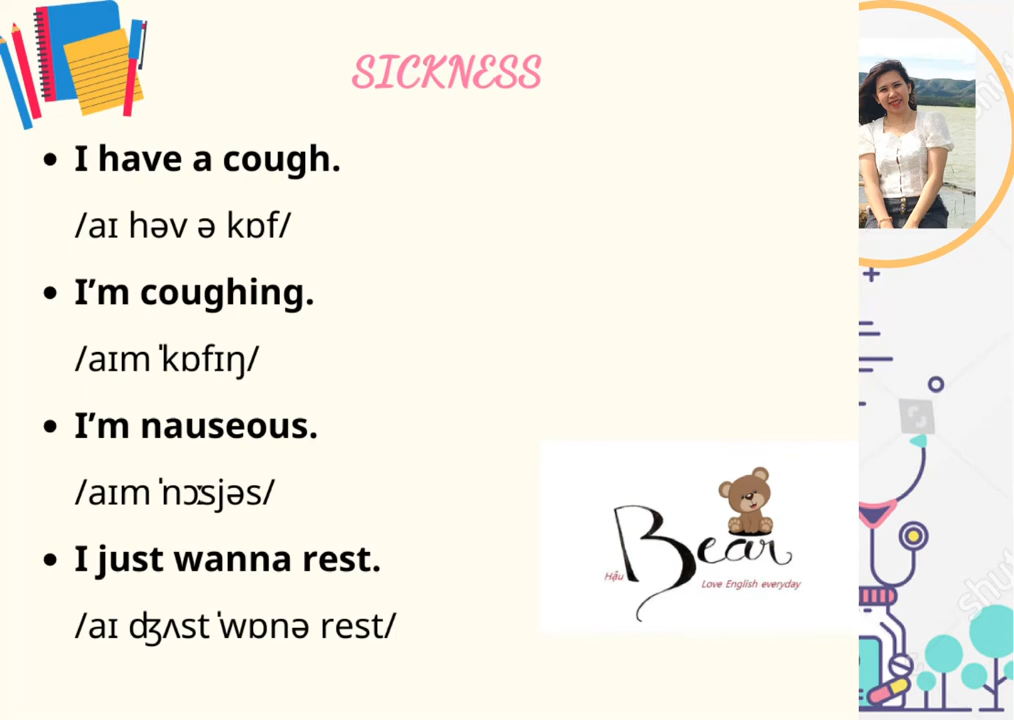 SICKNESS
• I have a cough.
/aɪ həv ə kɒf/
• I’m coughing.
/aɪm ˈkɒfɪŋ/
• I’m nauseous.
/aɪm ˈnɔːsjəs/
• I just wanna rest.
/aɪ ʤʌst ˈwɒnə rest/
Bear
Hậu
Love English everyday